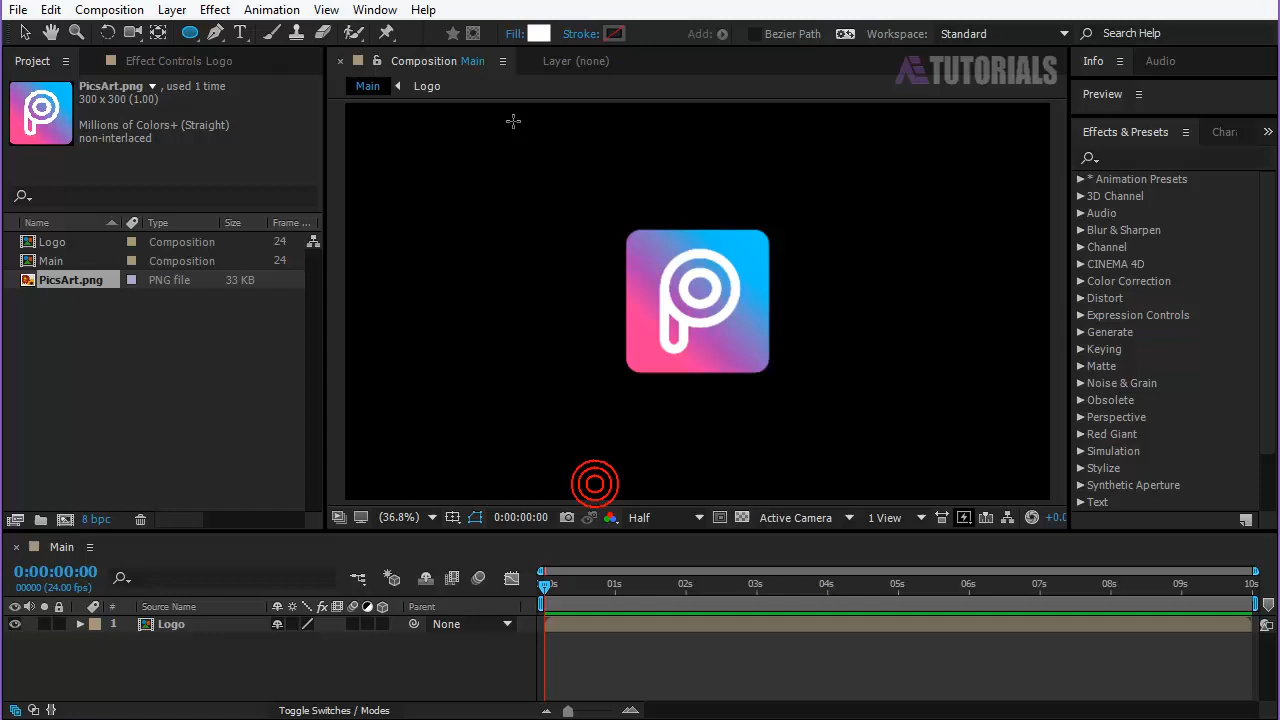 File Edit Composition Layer Effect Animation View Window Help
Fill: Stroke: Add: Bezier Path Workspace: Standard Search Help
Project Effect Controls Logo
PicsArt.png , used 1 time
300 x 300 (1.00)
Millions of Colors+ (Straight)
non-interlaced
Name Type Size Frame ...
Logo Composition 24
Main Composition 24
PicsArt.png PNG file 33 KB
8 bpc
Composition Main Layer (none)
Main Logo
AETUTORIALS
(36.8%) 0:00:00:00 Half Active Camera 1 View +0.0
Info Audio
Preview
Effects & Presets Chara
* Animation Presets
3D Channel
Audio
Blur & Sharpen
Channel
CINEMA 4D
Color Correction
Distort
Expression Controls
Generate
Keying
Matte
Noise & Grain
Obsolete
Perspective
Red Giant
Simulation
Stylize
Synthetic Aperture
Text
Main
0:00:00:00
00000 (24.00 fps)
0s 01s 02s 03s 04s 05s 06s 07s 08s 09s 10s
# Source Name Parent
1 Logo None
Toggle Switches / Modes